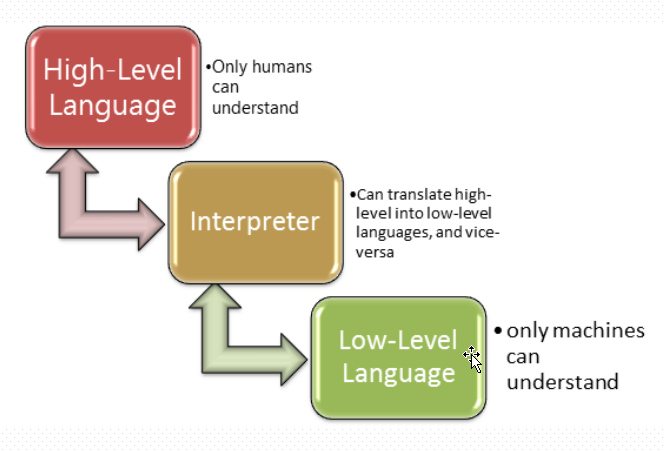 High-Level
Language
•Only humans
can
understand
Interpreter
•Can translate high-
level into low-level
languages, and vice-
versa
Low-Level
Language
• only machines
can
understand